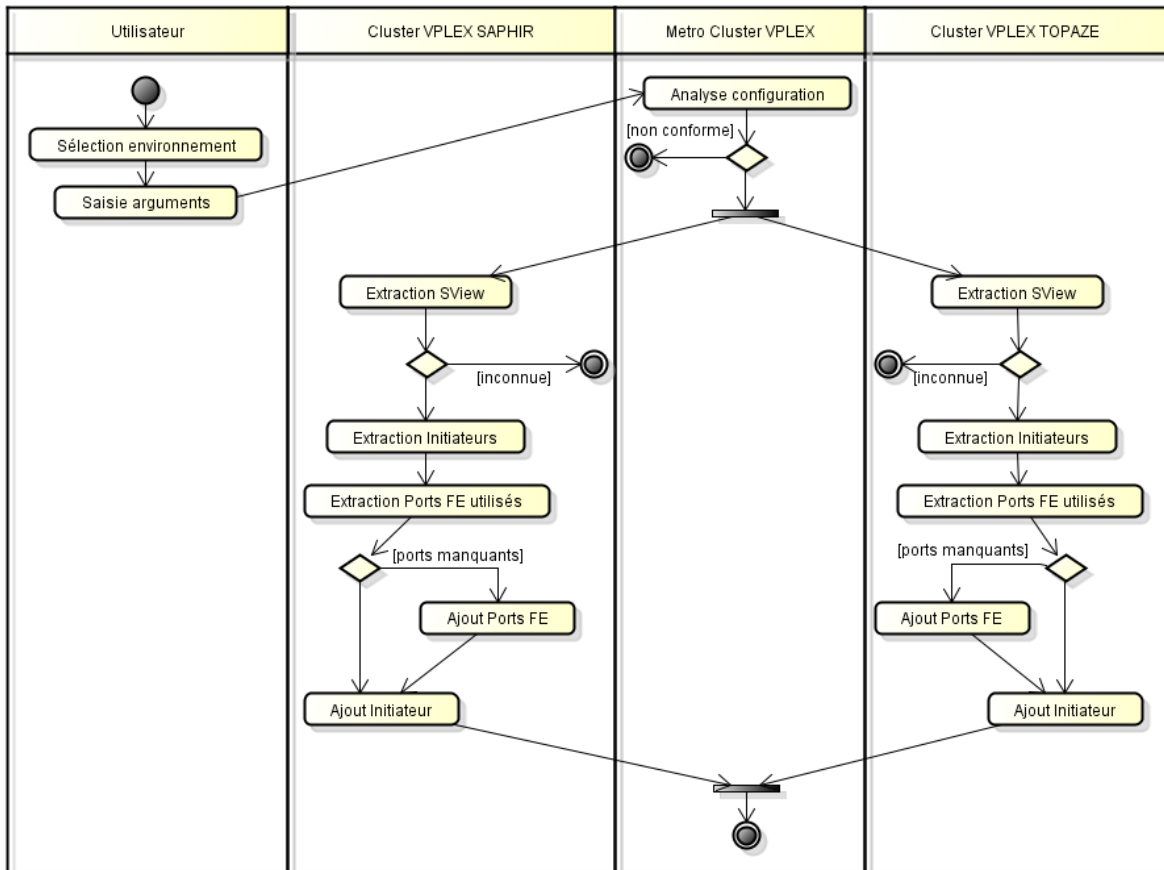 Utilisateur
Cluster VPLEX SAPHIR
Metro Cluster VPLEX
Cluster VPLEX TOPAZE
Analyse configuration
[non conforme]
Sélection environnement
Saisie arguments
Extraction SView
Extraction SView
[inconnue]
[inconnue]
Extraction Initiateurs
Extraction Initiateurs
Extraction Ports FE utilisés
Extraction Ports FE utilisés
[ports manquants]
[ports manquants]
Ajout Ports FE
Ajout Ports FE
Ajout Initiateur
Ajout Initiateur